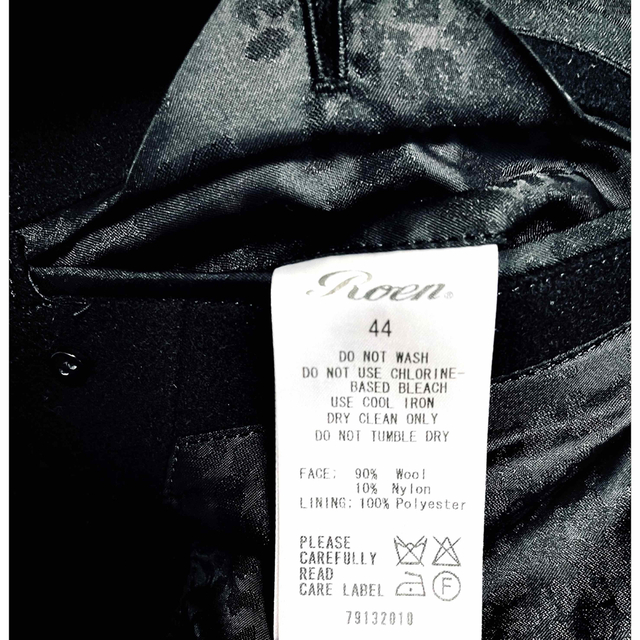 Roen®
44
DO NOT WASH
DO NOT USE CHLORINE-
BASED BLEACH
USE COOL IRON
DRY CLEAN ONLY
DO NOT TUMBLE DRY
FACE: 90% Wool
10% Nylon
LINING: 100% Polyester
PLEASE
CAREFULLY
READ
CARE LABEL
F
79132010